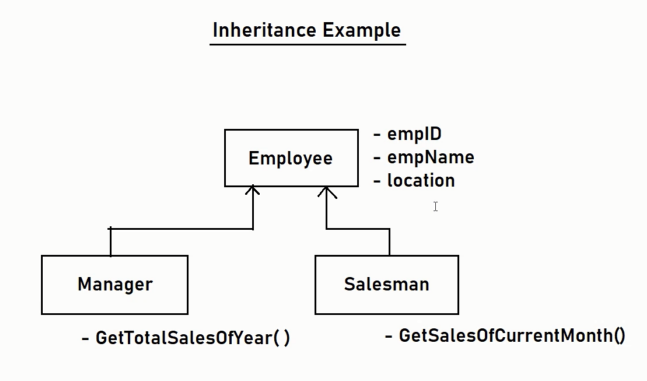 Inheritance Example
Employee
- empID
- empName
- location
Manager
- GetTotalSalesOfYear( )
Salesman
- GetSalesOfCurrentMonth()